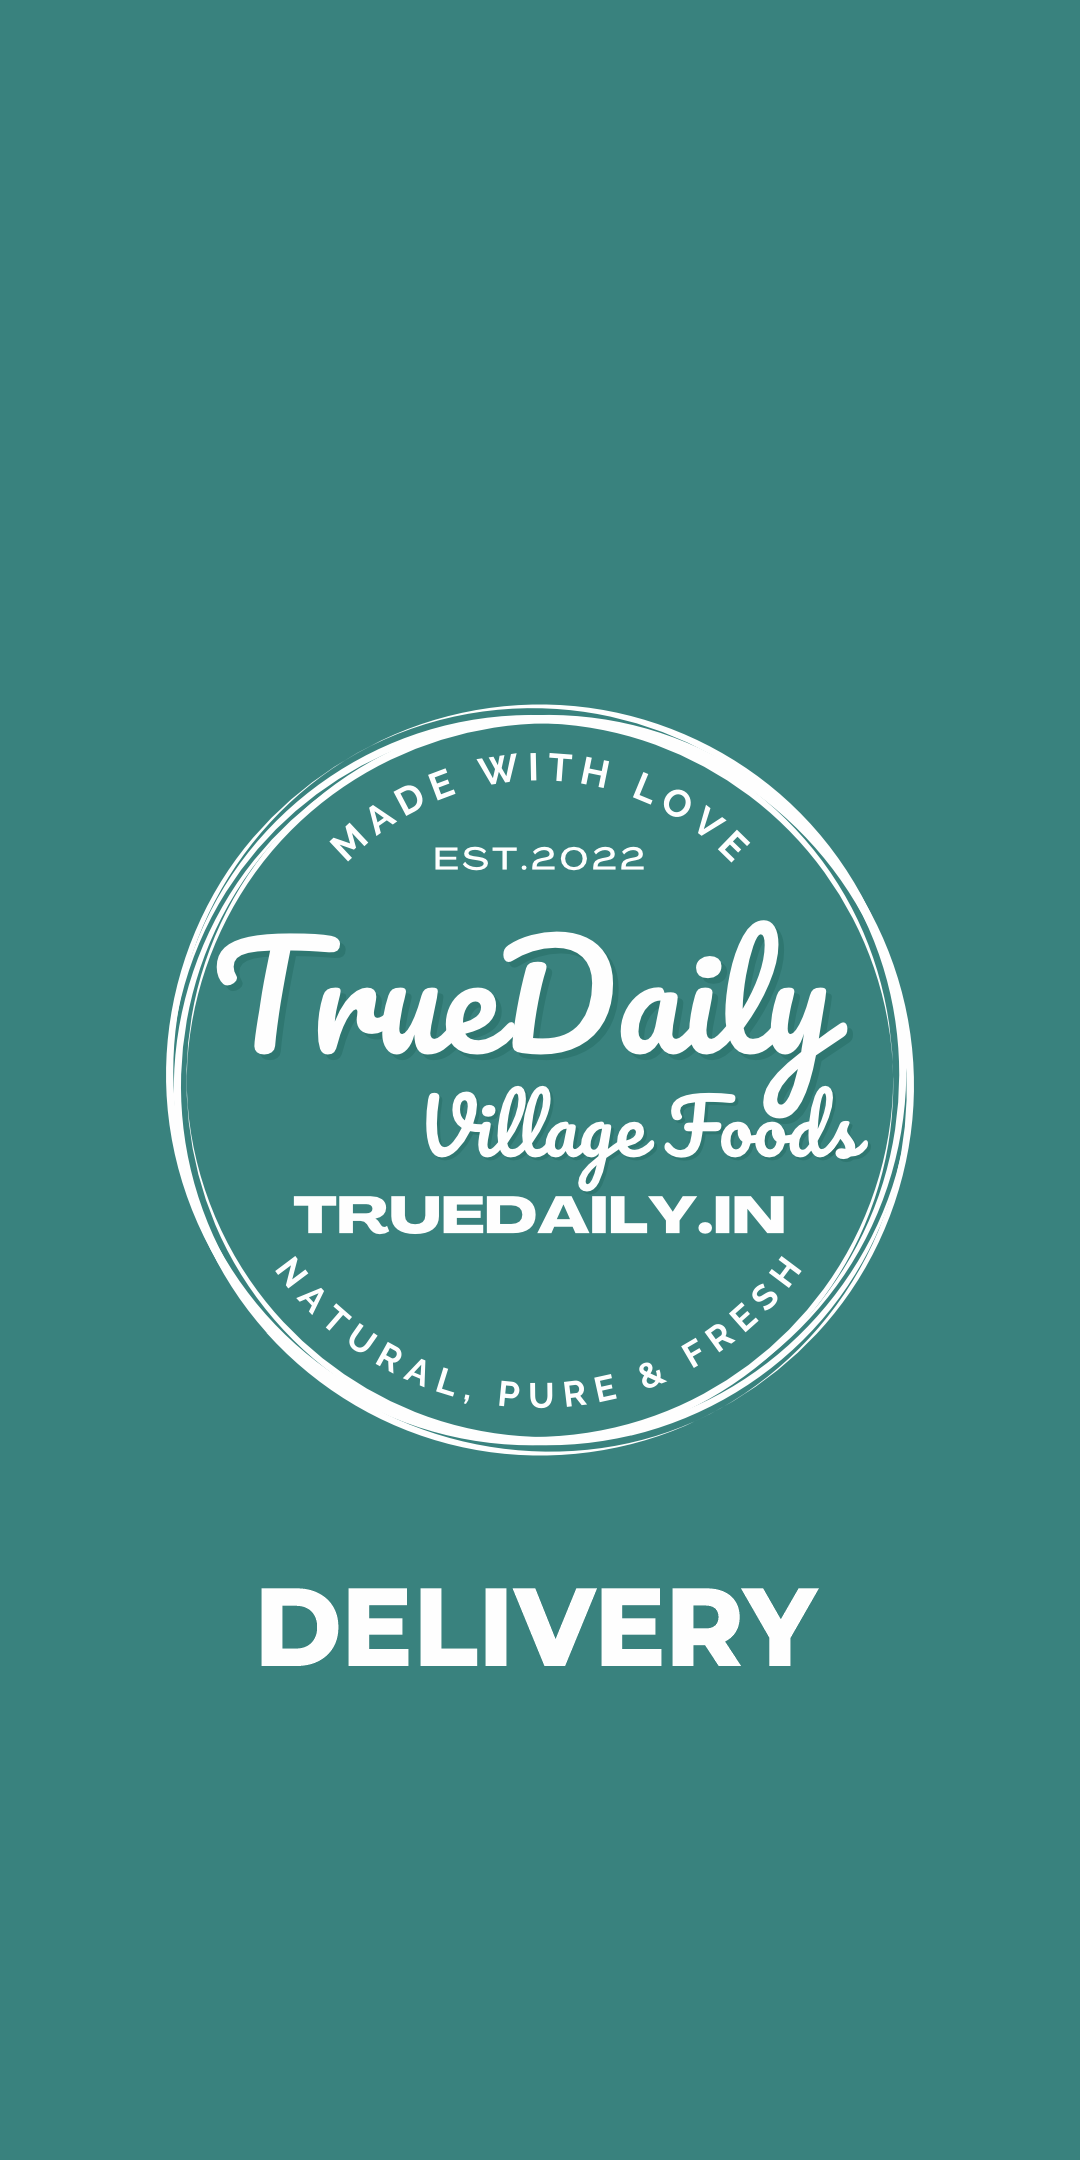 MADE WITH LOVE
EST.2022
TrueDaily
Village Foods
TRUEDAILY.IN
NATURAL, PURE & FRESH
DELIVERY